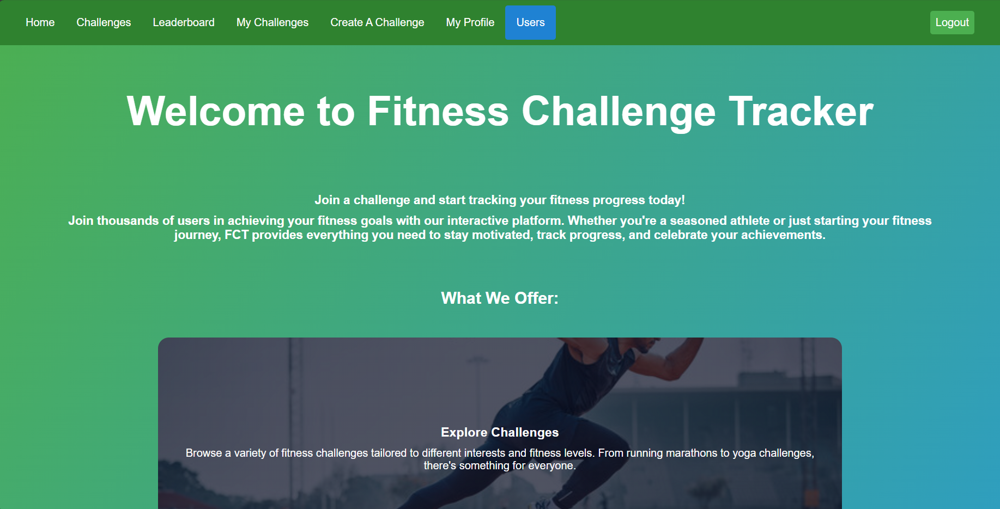 Home Challenges Leaderboard My Challenges Create A Challenge My Profile Users Logout
Welcome to Fitness Challenge Tracker
Join a challenge and start tracking your fitness progress today!
Join thousands of users in achieving your fitness goals with our interactive platform. Whether you're a seasoned athlete or just starting your fitness
journey, FCT provides everything you need to stay motivated, track progress, and celebrate your achievements.
What We Offer:
Explore Challenges
Browse a variety of fitness challenges tailored to different interests and fitness levels. From running marathons to yoga challenges,
there's something for everyone.